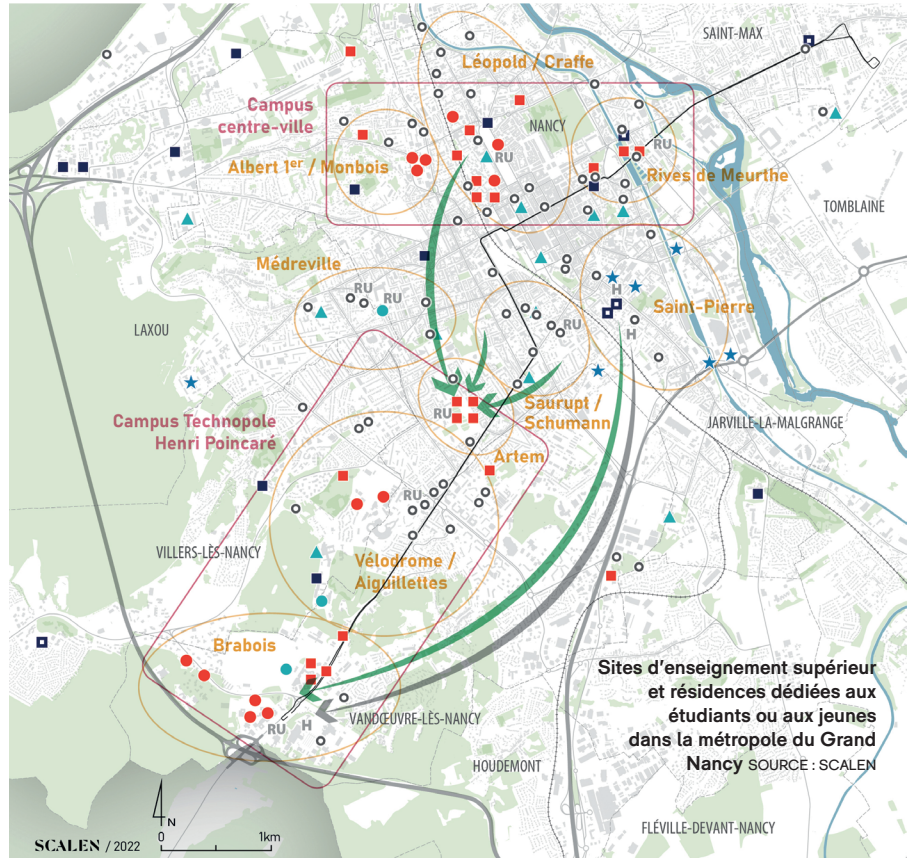 SAINT-MAX
Léopold / Craffe
Campus
centre-ville
NANCY
RU
RU
Albert 1er / Monbois
Rives de Meurthe
TOMBLAINE
Médreville
RU
RU
H
Saint-Pierre
LAXOU
RU
H
Campus Technopole
Henri Poincaré
RU
Saurupt /
Schumann
JARVILLE-LA-MALGRANGE
Artem
RU
VILLERS-LÈS-NANCY
Vélodrome /
Aiguillettes
Brabois
RU
H
VANDŒUVRE-LÈS-NANCY
HOUDEMONT
Sites d'enseignement supérieur
et résidences dédiées aux
étudiants ou aux jeunes
dans la métropole du Grand
Nancy SOURCE : SCALEN
FLÉVILLE-DEVANT-NANCY
N
0 1km
SCALEN / 2022